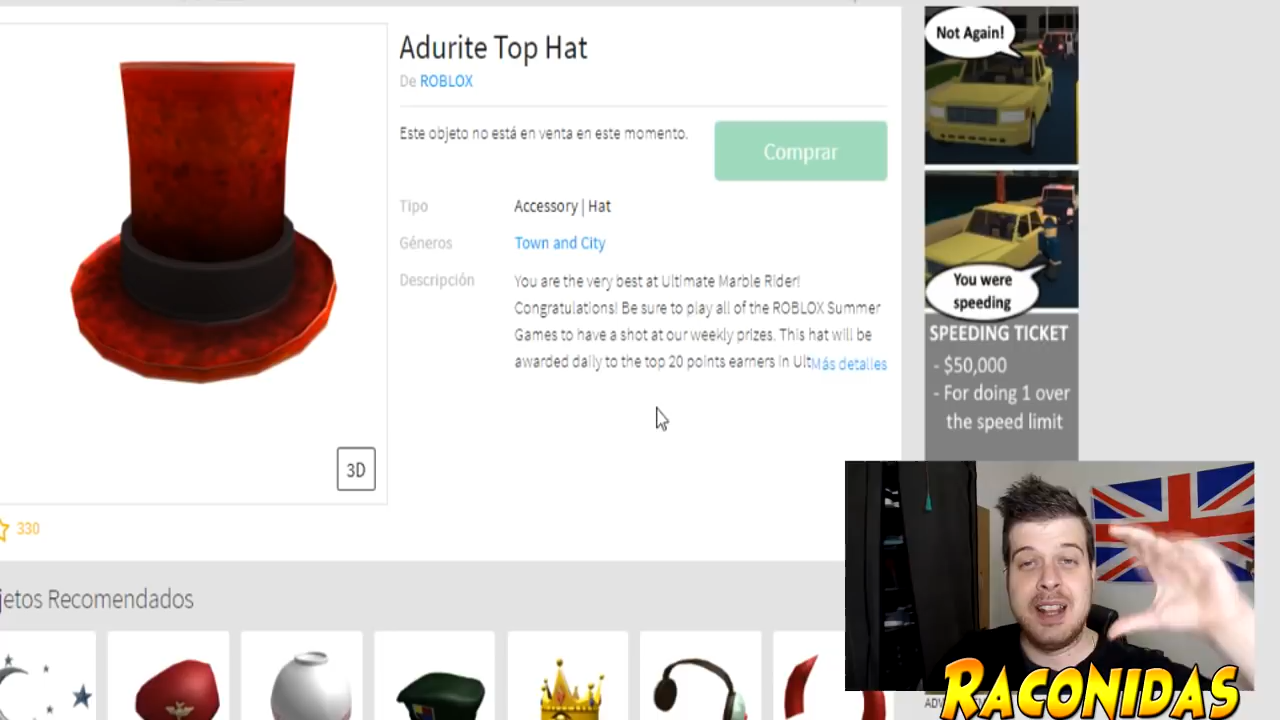 Adurite Top Hat
De ROBLOX
Este objeto no está en venta en este momento.
Comprar
Tipo
Accessory | Hat
Géneros
Town and City
Descripción
You are the very best at Ultimate Marble Rider!
Congratulations! Be sure to play all of the ROBLOX Summer
Games to have a shot at our weekly prizes. This hat will be
awarded daily to the top 20 points earners in Ult
Más detalles
3D
330
jetos Recomendados
Not Again!
You were
speeding
SPEEDING TICKET
- $50,000
- For doing 1 over
the speed limit
RACONIDAS